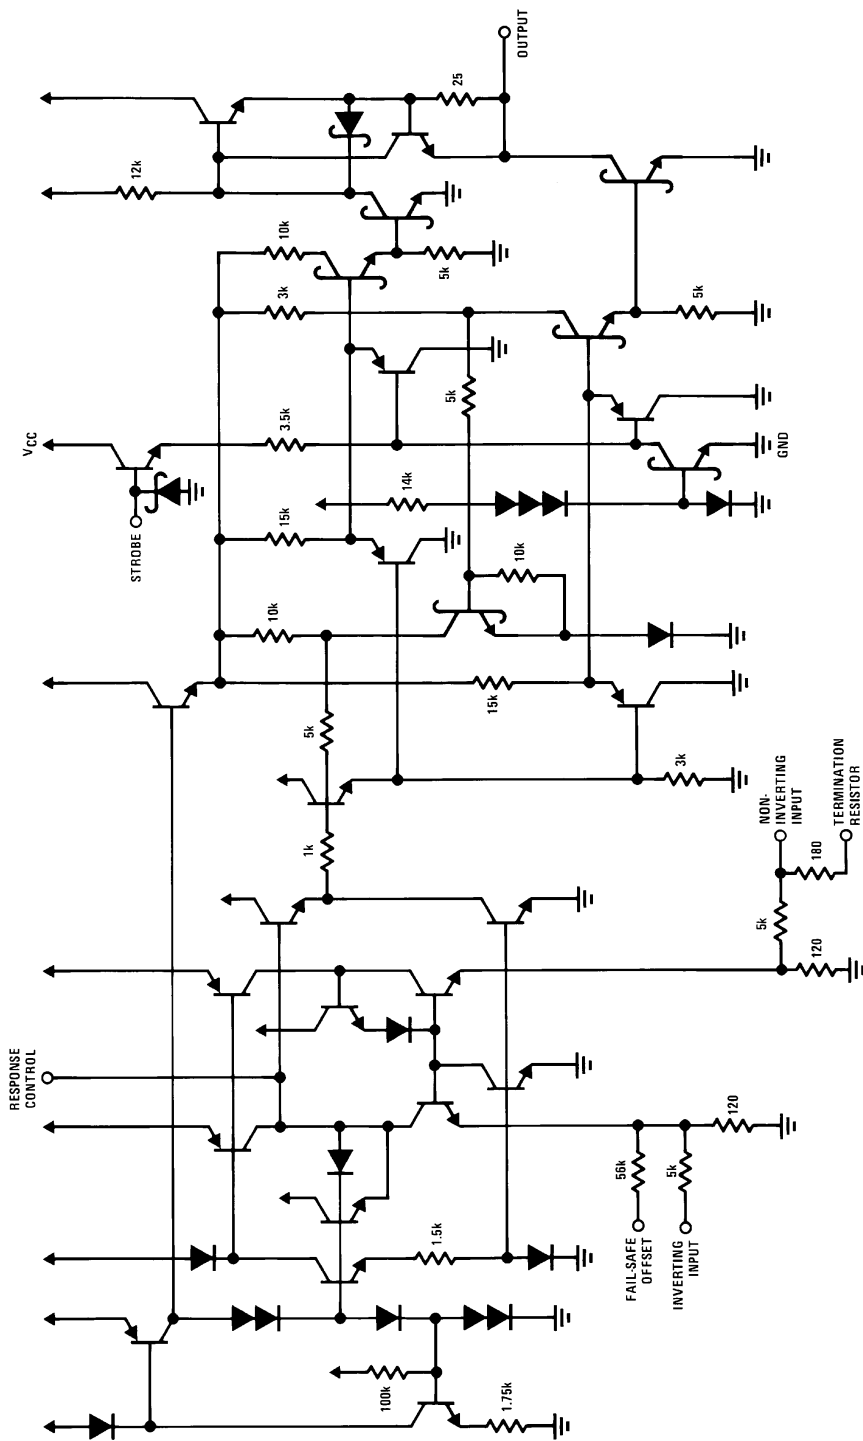 OUTPUT
25
12k
10k
5k
3k
5k
5k
3.5k
VCC
GND
14k
STROBE
15k
10k
10k
15k
5k
3k
1k
NON-
INVERTING
INPUT
TERMINATION
RESISTOR
180
5k
120
RESPONSE
CONTROL
120
56k
5k
FAIL-SAFE
OFFSET
INVERTING
INPUT
1.5k
100k
1.75k